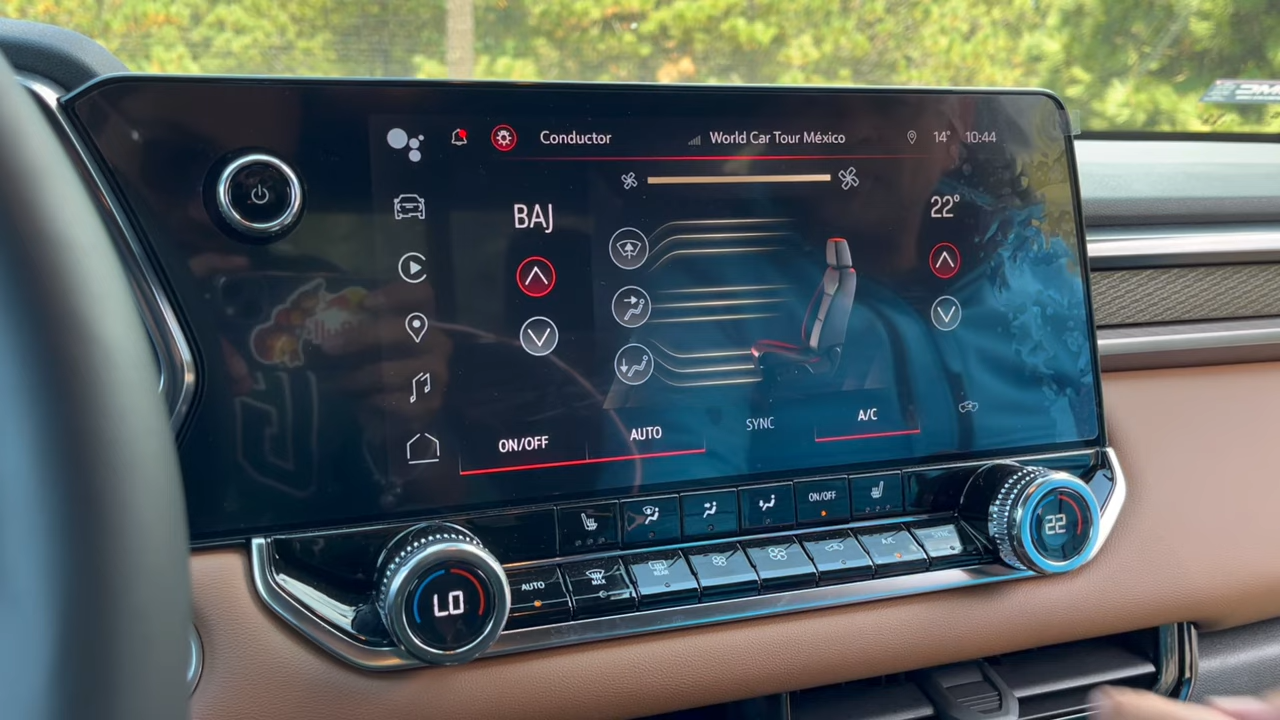 Conductor
World Car Tour México
14° 10:44
BAJ
22°
ON/OFF
AUTO
SYNC
A/C
ON/OFF
22
LO
AUTO
MAX
REAR
A/C
SYNC